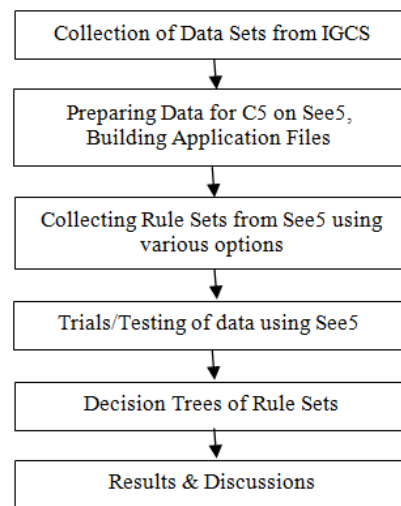 Collection of Data Sets from IGCS
Preparing Data for C5 on See5,
Building Application Files
Collecting Rule Sets from See5 using
various options
Trials/Testing of data using See5
Decision Trees of Rule Sets
Results & Discussions